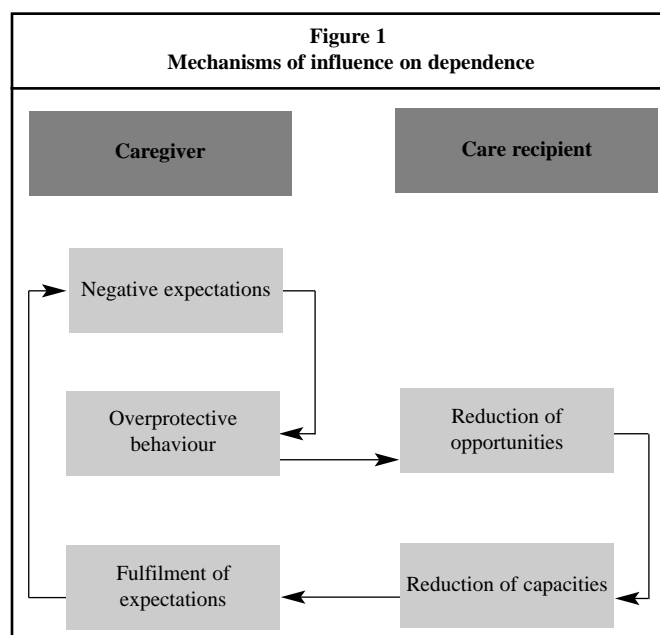 Figure 1
Mechanisms of influence on dependence
Caregiver
Care recipient
Negative expectations
Overprotective
behaviour
Reduction of
opportunities
Fulfilment of
expectations
Reduction of capacities